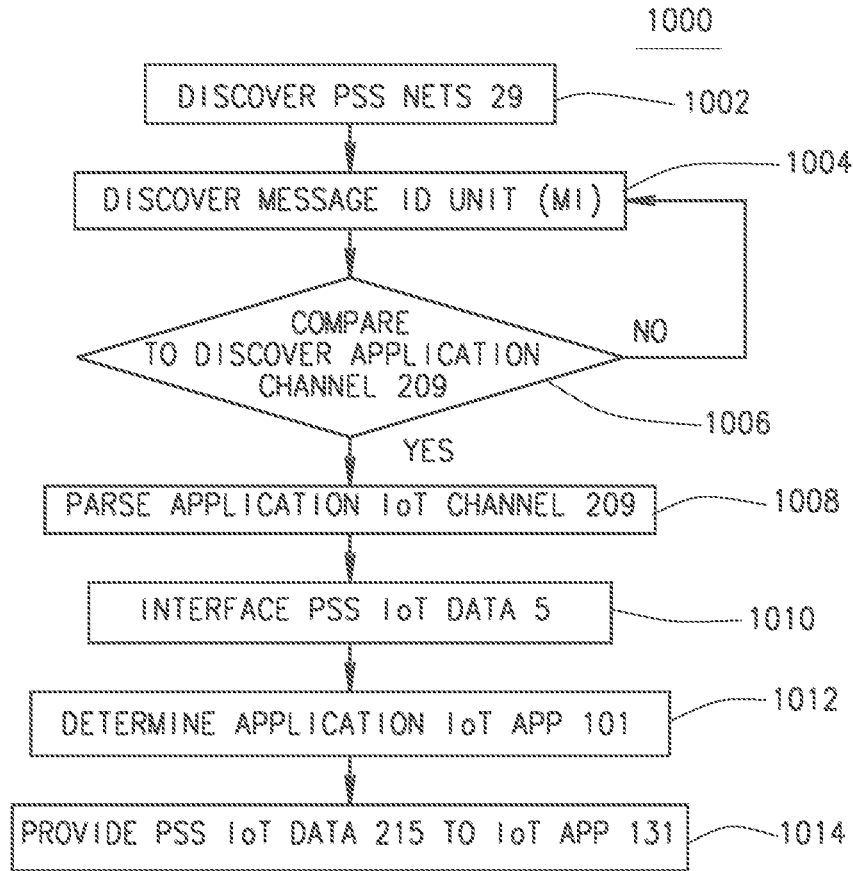 1000
DISCOVER PSS NETS 29
1002
1004
DISCOVER MESSAGE ID UNIT (MI)
COMPARE
TO DISCOVER APPLICATION
CHANNEL 209
NO
1006
YES
PARSE APPLICATION IoT CHANNEL 209
1008
INTERFACE PSS IoT DATA 5
1010
DETERMINE APPLICATION IoT APP 101
1012
PROVIDE PSS IoT DATA 215 TO IoT APP 131
1014